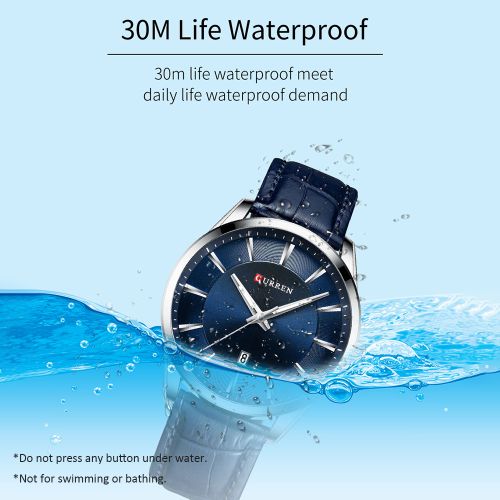 30M Life Waterproof
30m life waterproof meet
daily life waterproof demand
CURREN
8
*Do not press any button under water.
*Not for swimming or bathing.